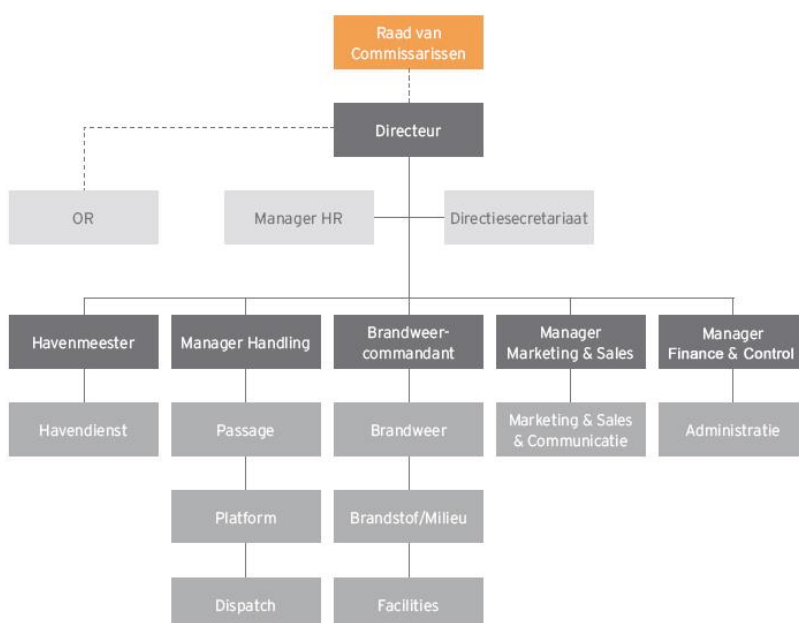 Raad van
Commissarissen
Directeur
OR
Manager HR
Directiesecretariaat
Havenmeester
Manager Handling
Brandweer-
commandant
Manager
Marketing & Sales
Manager
Finance & Control
Havendienst
Passage
Brandweer
Marketing & Sales
& Communicatie
Administratie
Platform
Brandstof/Milieu
Dispatch
Facilities